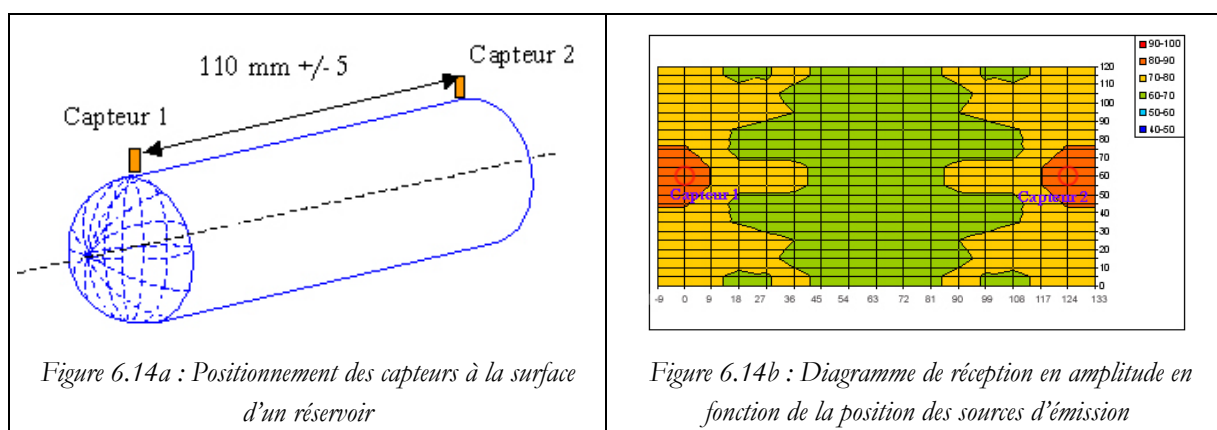 110 mm +/- 5
Capteur 2
Capteur 1
Figure 6.14a : Positionnement des capteurs à la surface
d'un réservoir
90-100
80-90
70-80
60-70
50-60
40-50
120
110
100
90
80
70
60
50
40
30
20
10
0
Capteur 1
Capteur 2
-9 0 9 18 27 36 45 54 63 72 81 90 99 108 117 124 133
Figure 6.14b : Diagramme de réception en amplitude en
fonction de la position des sources d'émission